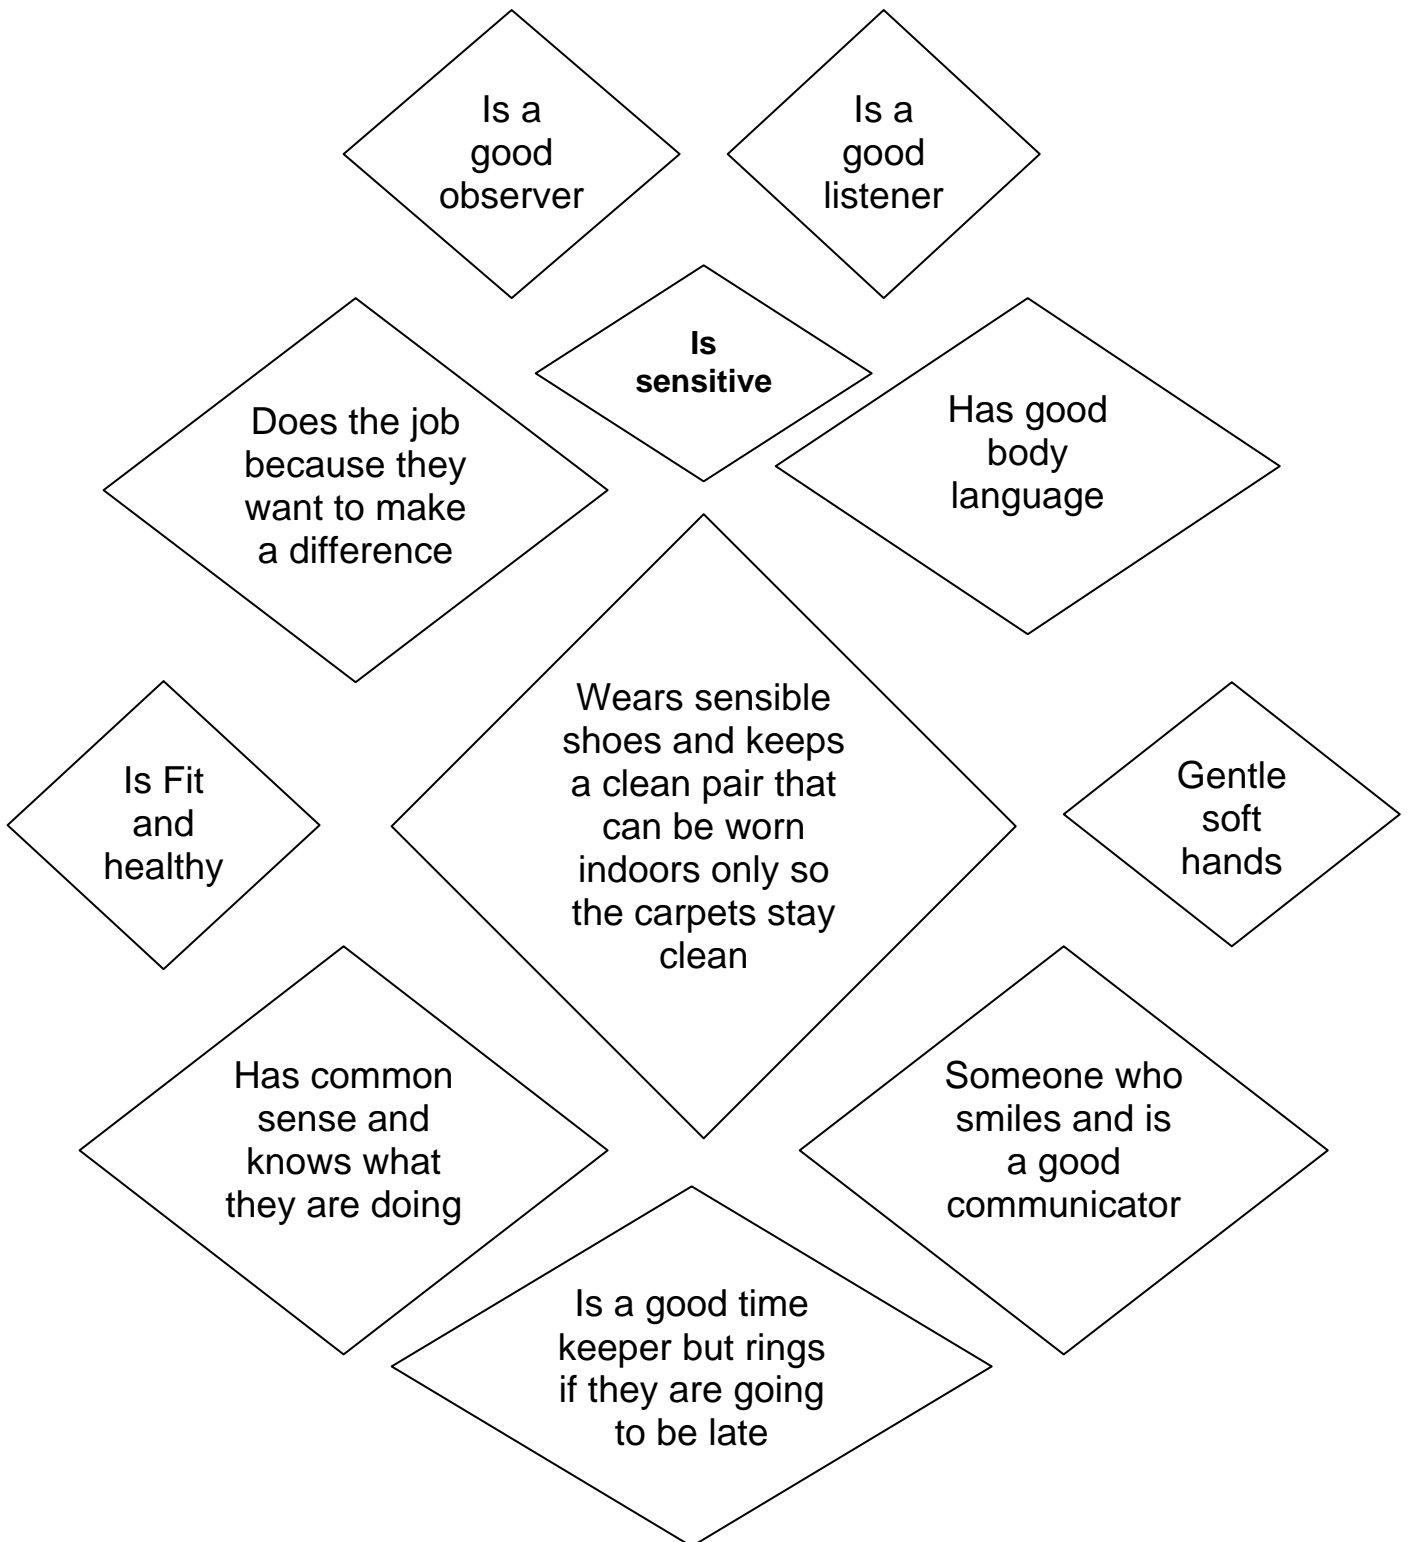 Is a
good
observer
Is a
good
listener
Is
sensitive
Does the job
because they
want to make
a difference
Has good
body
language
Wears sensible
shoes and keeps
a clean pair that
can be worn
indoors only so
the carpets stay
clean
Is Fit
and
healthy
Gentle
soft
hands
Has common
sense and
knows what
they are doing
Someone who
smiles and is
a good
communicator
Is a good time
keeper but rings
if they are going
to be late